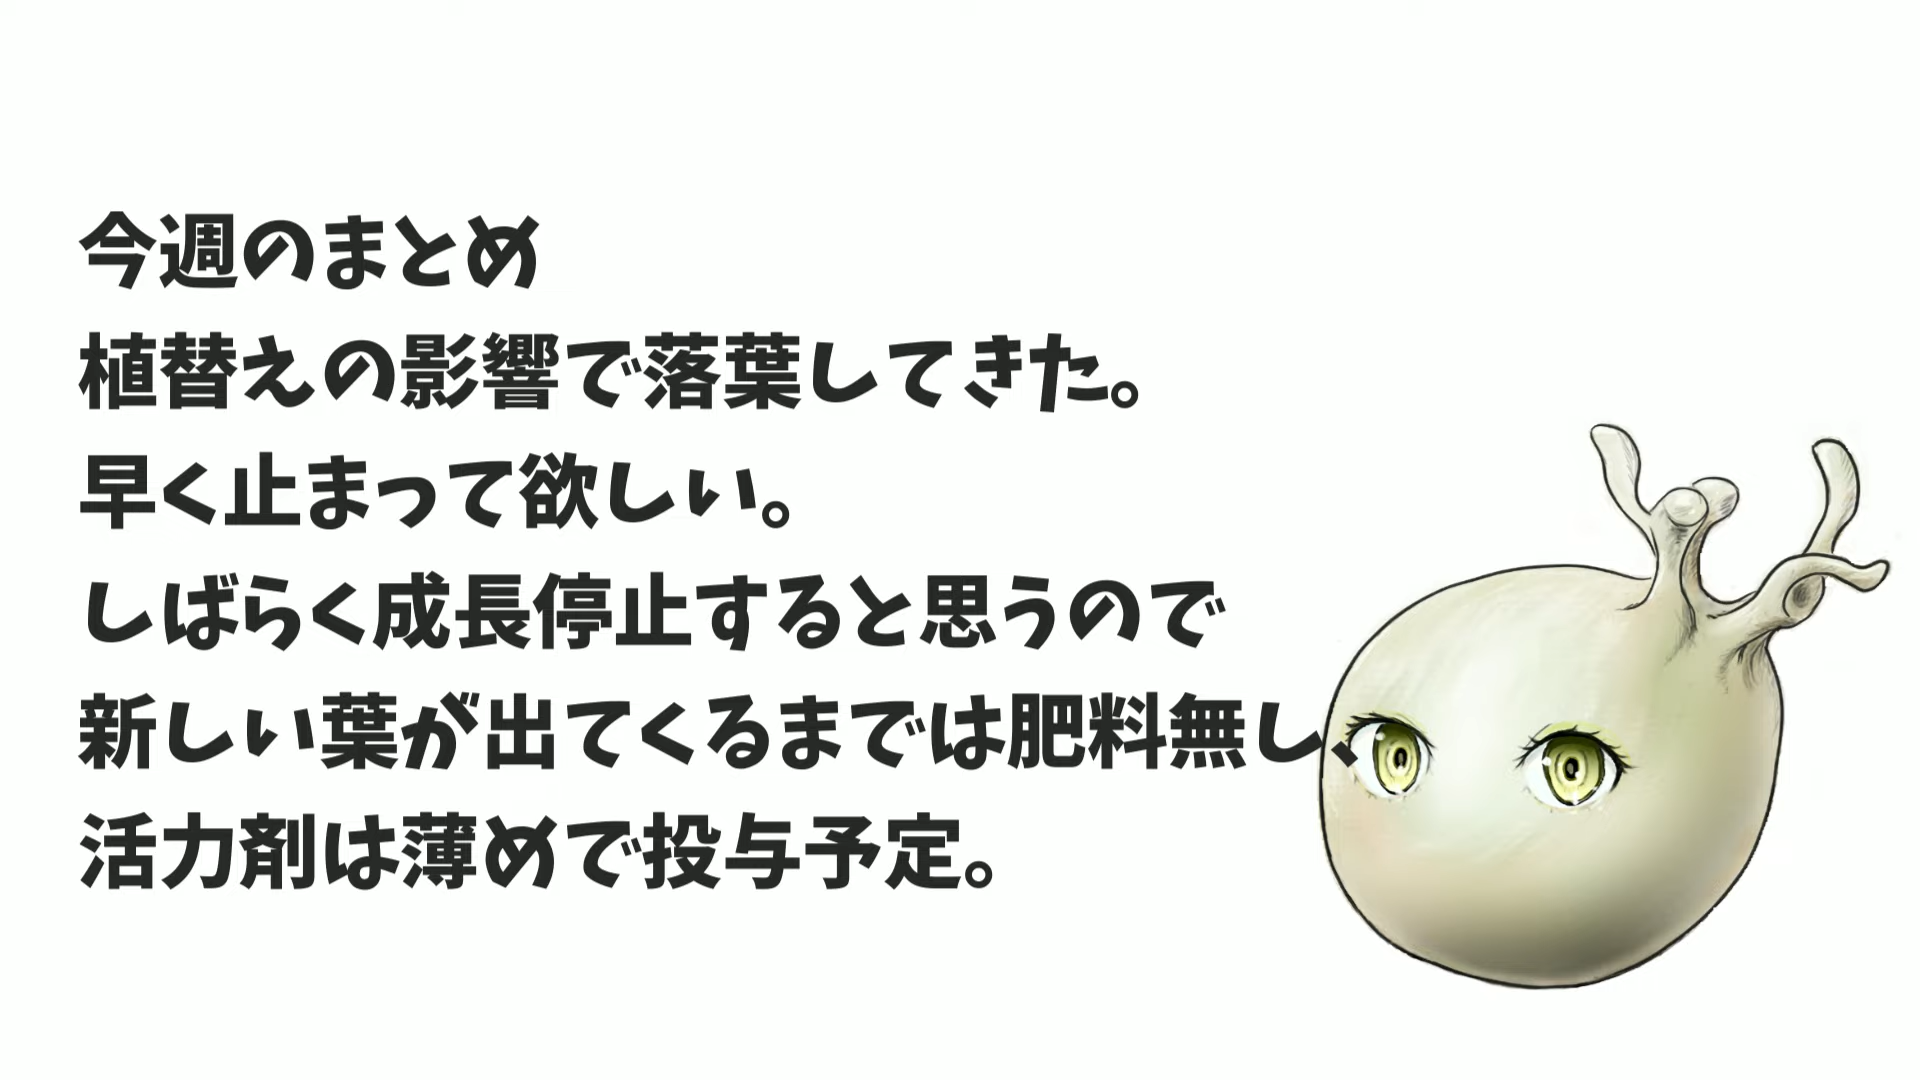 今週のまとめ
植替えの影響で落葉してきた。
早く止まって欲しい。
しばらく成長停止すると思うので
新しい葉が出てくるまでは肥料無し、
活力剤は薄めで投与予定。